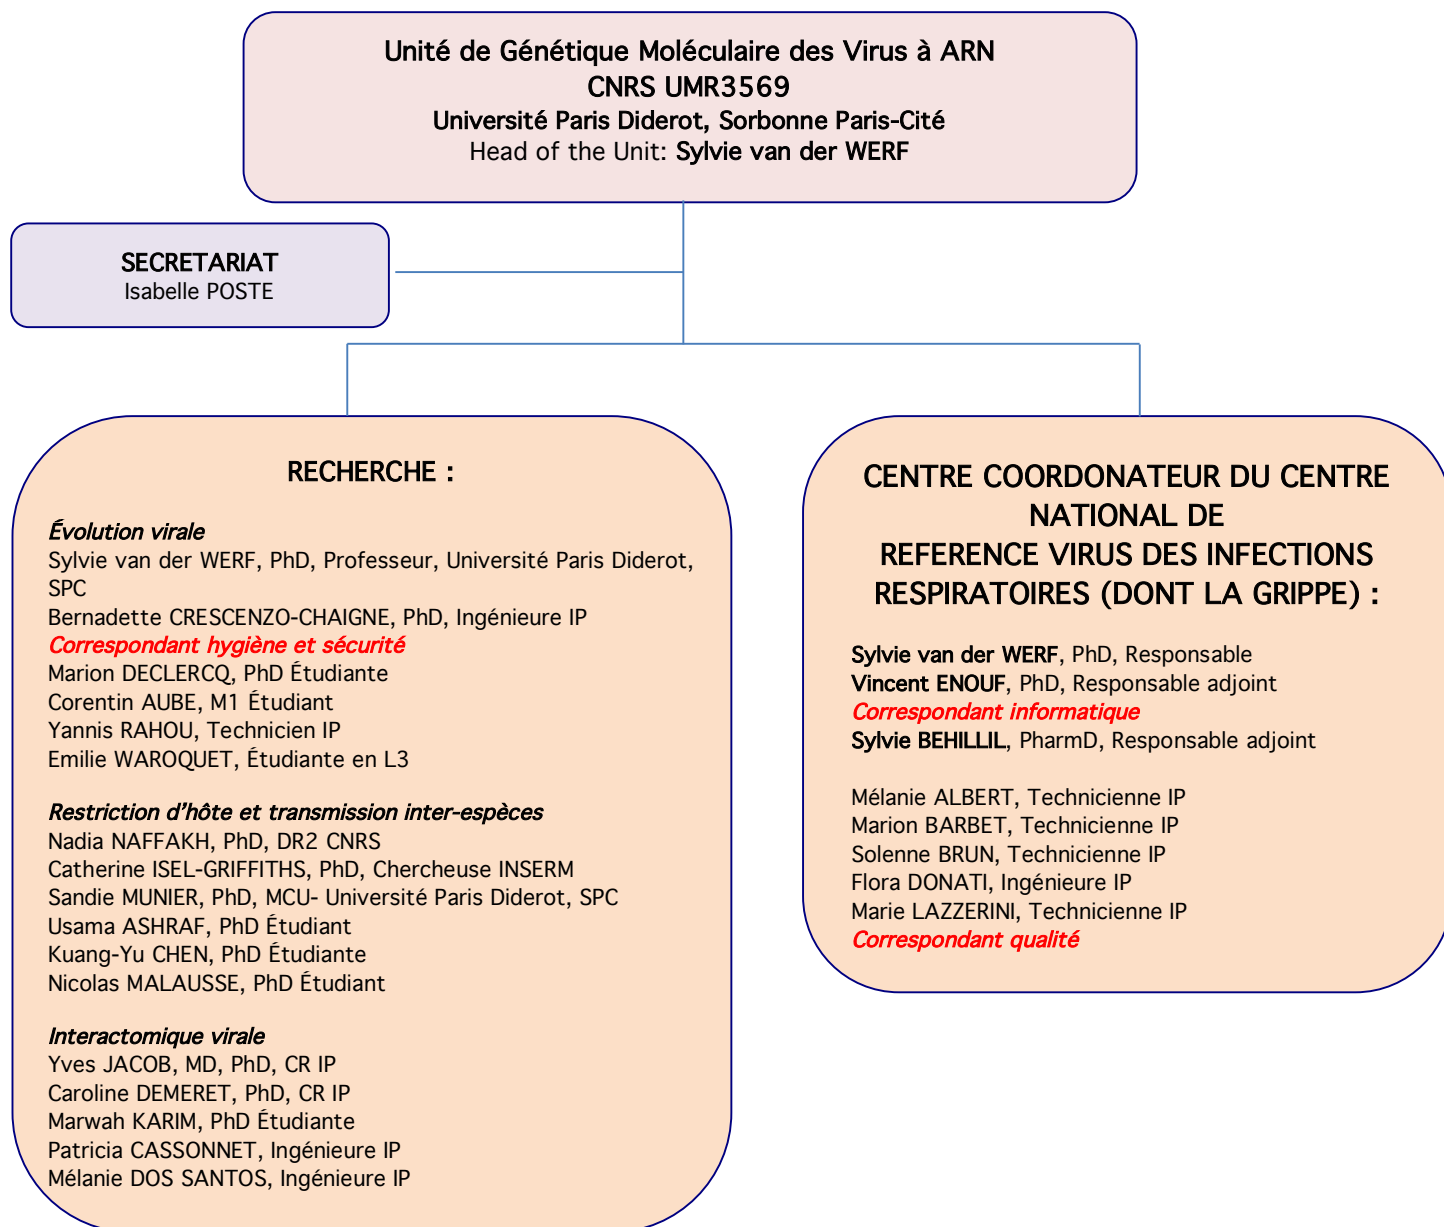 Unité de Génétique Moléculaire des Virus à ARN
CNRS UMR3569
Université Paris Diderot, Sorbonne Paris-Cité
Head of the Unit: Sylvie van der WERF
SECRETARIAT
Isabelle POSTE
RECHERCHE :
Évolution virale
Sylvie van der WERF, PhD, Professeur, Université Paris Diderot,
SPC
Bernadette CRESCENZO-CHAIGNE, PhD, Ingénieure IP
Correspondant hygiène et sécurité
Marion DECLERCQ, PhD Étudiante
Corentin AUBE, M1 Étudiant
Yannis RAHOU, Technicien IP
Emilie WAROQUET, Étudiante en L3
Restriction d’hôte et transmission inter-espèces
Nadia NAFFAKH, PhD, DR2 CNRS
Catherine ISEL-GRIFFITHS, PhD, Chercheuse INSERM
Sandie MUNIER, PhD, MCU- Université Paris Diderot, SPC
Usama ASHRAF, PhD Étudiant
Kuang-Yu CHEN, PhD Étudiante
Nicolas MALAUSSE, PhD Étudiant
Interactomique virale
Yves JACOB, MD, PhD, CR IP
Caroline DEMERET, PhD, CR IP
Marwah KARIM, PhD Étudiante
Patricia CASSONNET, Ingénieure IP
Mélanie DOS SANTOS, Ingénieure IP
CENTRE COORDONATEUR DU CENTRE
NATIONAL DE
REFERENCE VIRUS DES INFECTIONS
RESPIRATOIRES (DONT LA GRIPPE) :
Sylvie van der WERF, PhD, Responsable
Vincent ENOUF, PhD, Responsable adjoint
Correspondant informatique
Sylvie BEHILLIL, PharmD, Responsable adjoint
Mélanie ALBERT, Technicienne IP
Marion BARBET, Technicienne IP
Solenne BRUN, Technicienne IP
Flora DONATI, Ingénieure IP
Marie LAZZERINI, Technicienne IP
Correspondant qualité